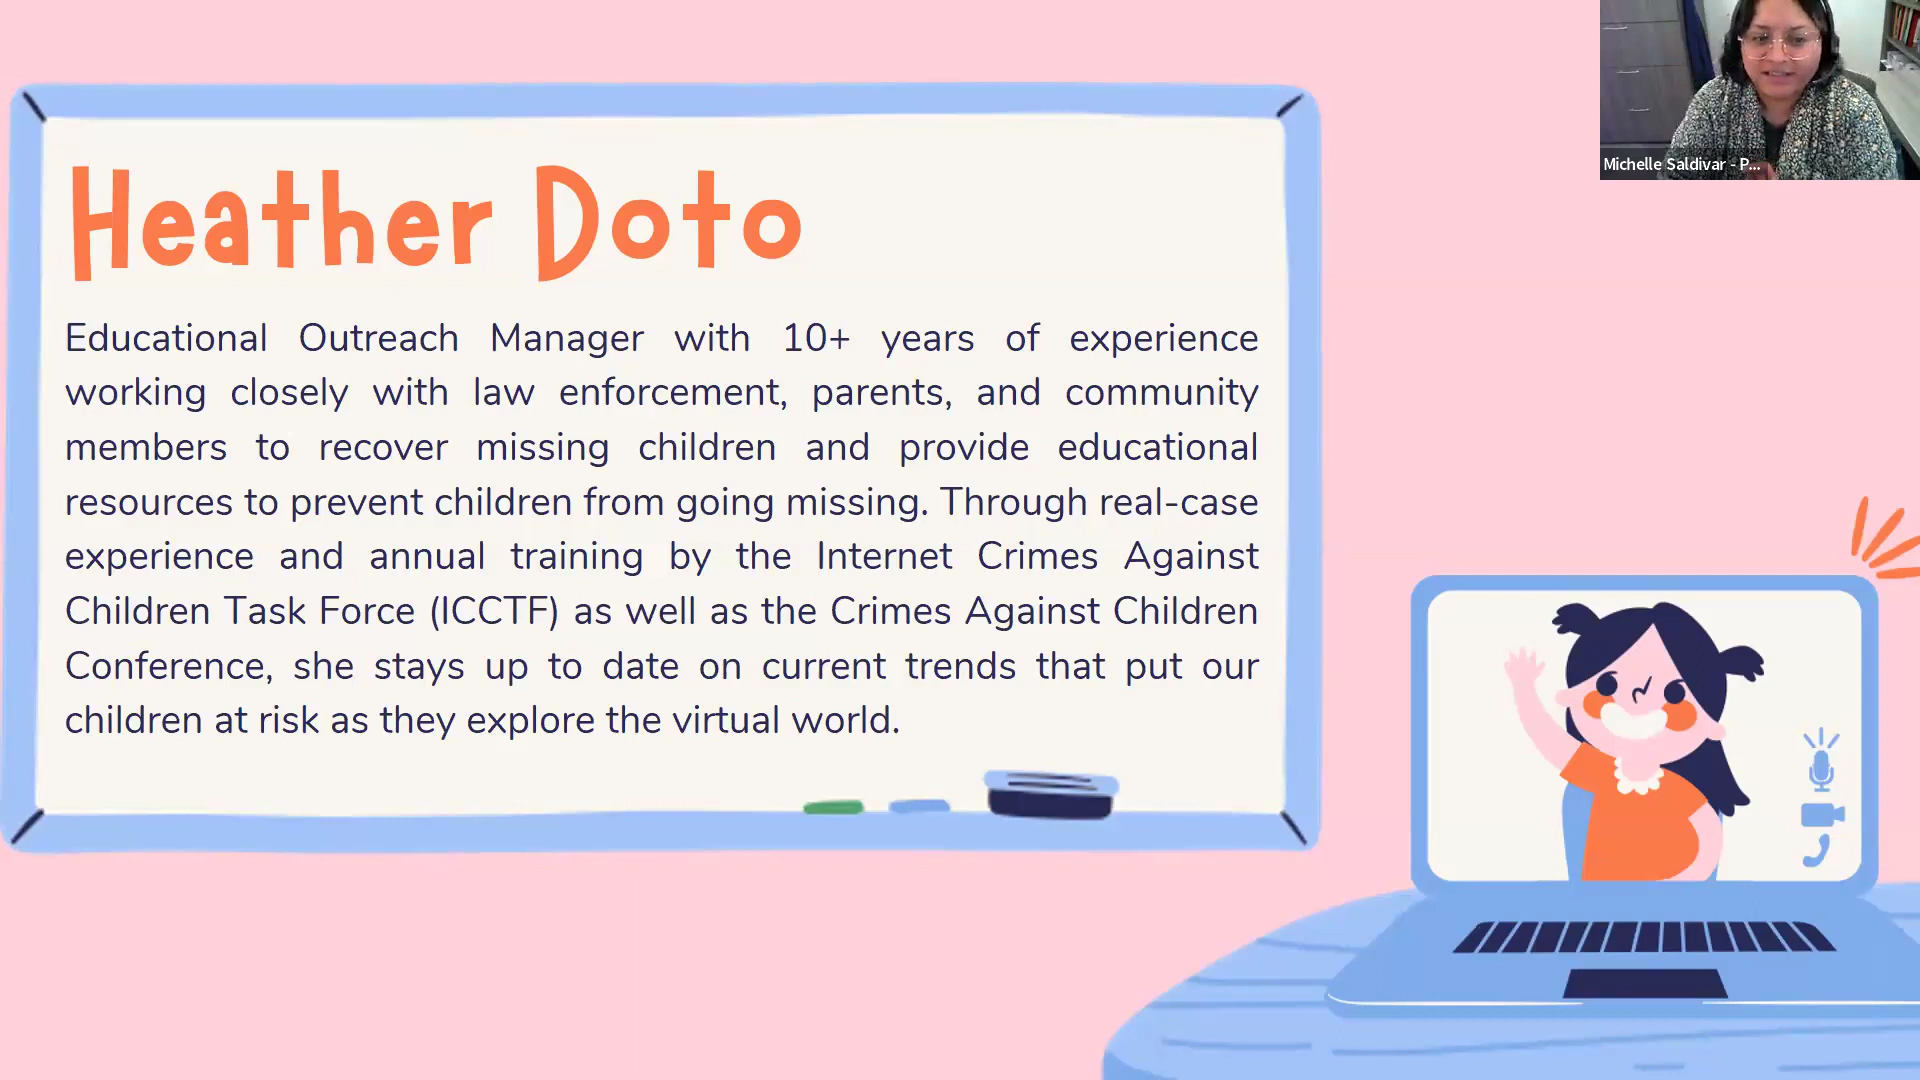 Heather Doto
Educational Outreach Manager with 10+ years of experience
working closely with law enforcement, parents, and community
members to recover missing children and provide educational
resources to prevent children from going missing. Through real-case
experience and annual training by the Internet Crimes Against
Children Task Force (ICCTF) as well as the Crimes Against Children
Conference, she stays up to date on current trends that put our
children at risk as they explore the virtual world.
Michelle Saldivar - P...